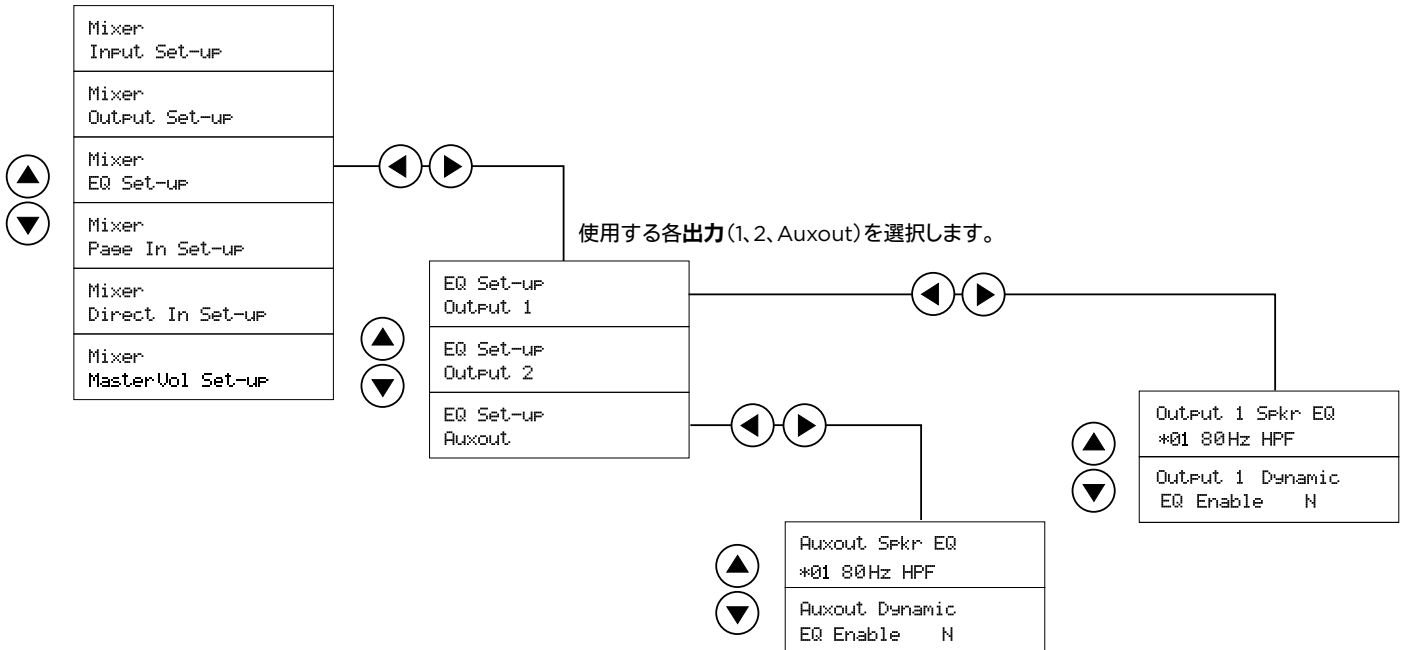 Mixer
Input Set-up
Mixer
Output Set-up
Mixer
EQ Set-up
Mixer
Page In Set-up
Mixer
Direct In Set-up
Mixer
MasterVol Set-up
使用する各出力（1、2、Auxout）を選択します。
EQ Set-up
Output 1
EQ Set-up
Output 2
EQ Set-up
Auxout
Output 1 Spkr EQ
*01 80Hz HPF
Output 1 Dynamic
EQ Enable N
Auxout Spkr EQ
*01 80Hz HPF
Auxout Dynamic
EQ Enable N